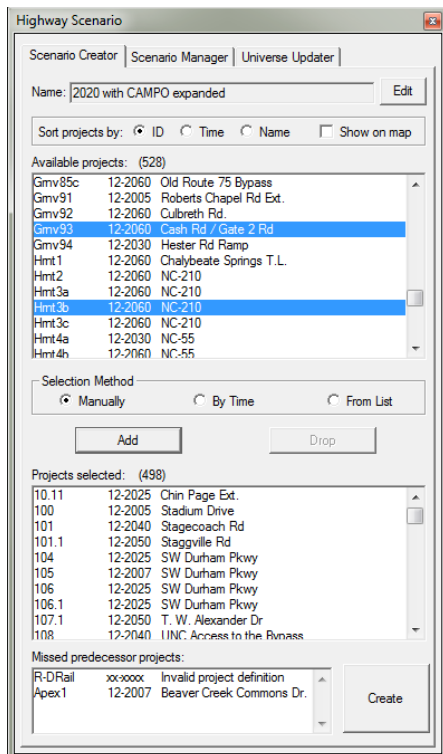 Highway Scenario
Scenario Creator Scenario Manager Universe Updater
Name: 2020 with CAMPO expanded Edit
Sort projects by: ID Time Name Show on map
Available projects: (528)
Gmv85c 12-2060 Old Route 75 Bypass
Gmv91 12-2005 Roberts Chapel Rd Ext.
Gmv92 12-2060 Culbreth Rd.
Gmv93 12-2060 Cash Rd / Gate 2 Rd
Gmv94 12-2030 Hester Rd Ramp
Hmt1 12-2060 Chalybeate Springs T.L.
Hmt2 12-2060 NC-210
Hmt3a 12-2060 NC-210
Hmt3b 12-2060 NC-210
Hmt3c 12-2060 NC-210
Hmt4a 12-2030 NC-55
Hmt4b 12-2060 NC-55
Selection Method
Manually By Time From List
Add Drop
Projects selected: (498)
10.11 12-2025 Chin Page Ext.
100 12-2005 Stadium Drive
101 12-2040 Stagecoach Rd
101.1 12-2050 Staggville Rd
104 12-2025 SW Durham Pkwy
105 12-2007 SW Durham Pkwy
106 12-2025 SW Durham Pkwy
106.1 12-2025 SW Durham Pkwy
107.1 12-2050 T. W. Alexander Dr
108 12-2040 UNC Access to the Bypass
Missed predecessor projects:
R-DRail xx-xxxx Invalid project definition
Apex1 12-2007 Beaver Creek Commons Dr.
Create